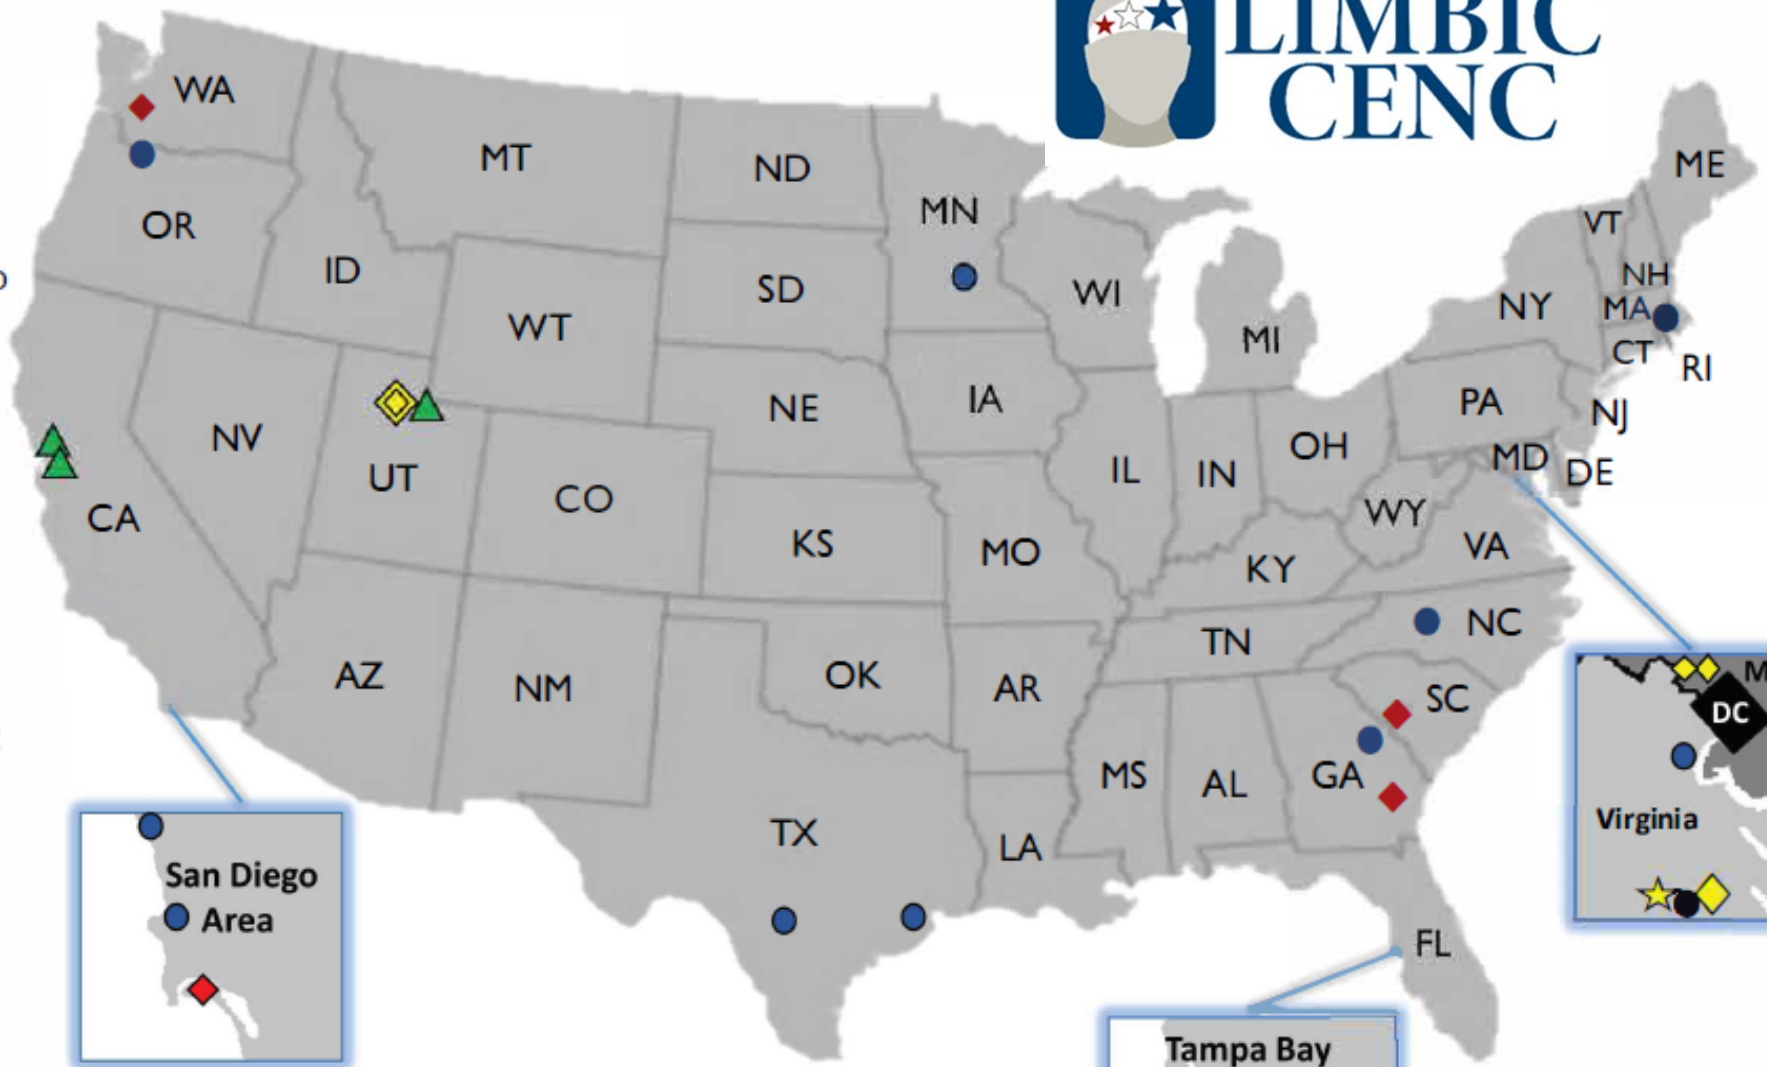 LIMBIC
CENC
WA
MT
ND
MN
ME
VT
OR
ID
SD
WI
NH
NY
MA
WT
MI
CT
RI
NE
IA
PA
NJ
NV
OH
MD
DE
UT
IL
IN
CO
WY
CA
KS
MO
VA
KY
NC
TN
AZ
NM
OK
AR
SC
M
DC
MS
AL
GA
TX
LA
Virginia
San Diego
Area
FL
Tampa Bay